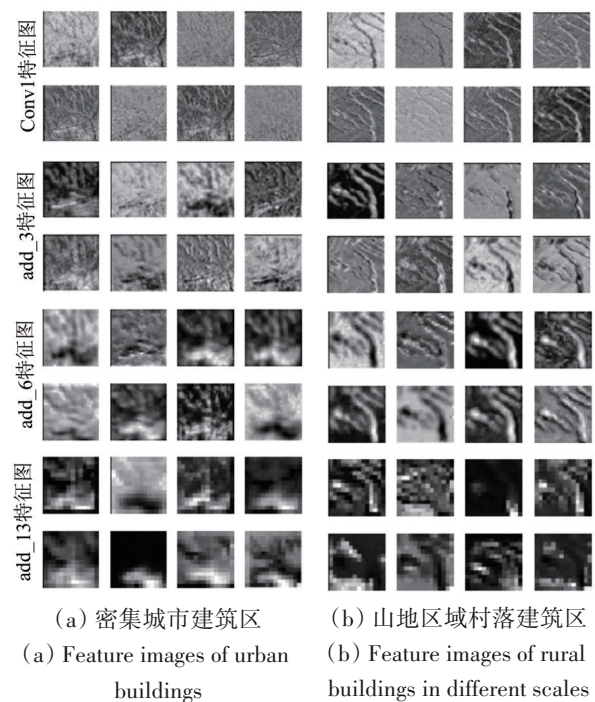 Conv1特征图
add_3特征图
add_6特征图
add_13特征图
(a)密集城市建筑区
(a) Feature images of urban
buildings
(b)山地区域村落建筑区
(b) Feature images of rural
buildings in different scales